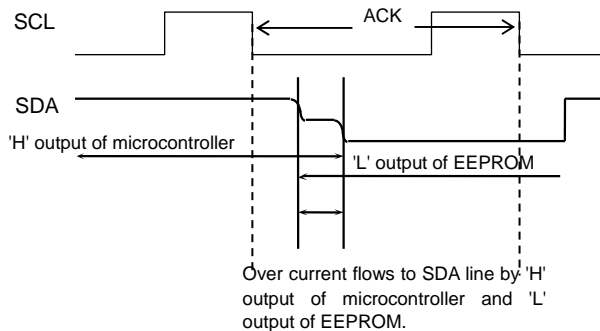 SCL
ACK
SDA
'H' output of microcontroller
'L' output of EEPROM
Over current flows to SDA line by 'H'
output of microcontroller and 'L'
output of EEPROM.